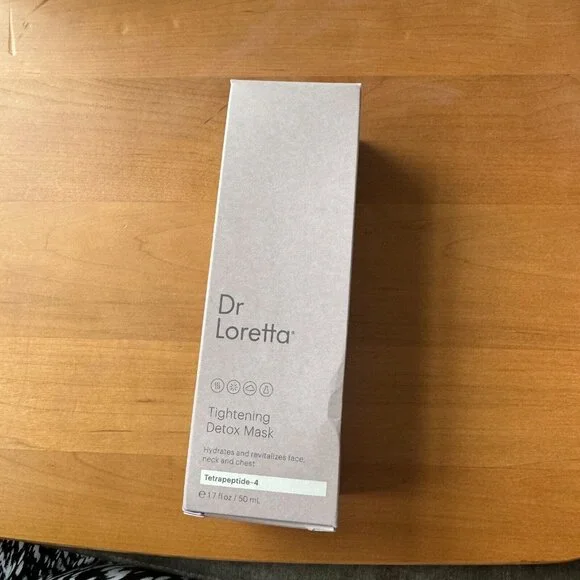 Dr
Loretta®
Tightening
Detox Mask
Hydrates and revitalizes face,
neck and chest
Tetrapeptide-4
℮ 1.7 fl oz / 50 mL